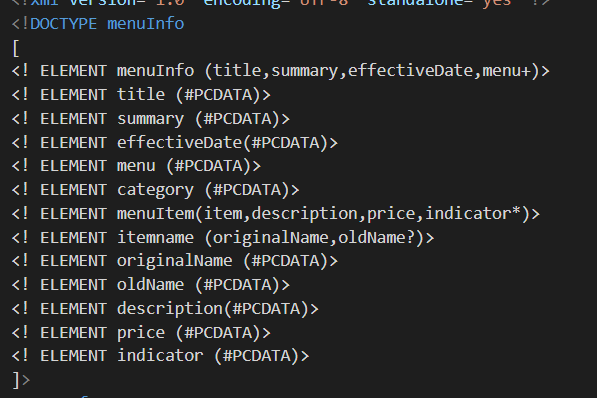 <?xml version="1.0" encoding="UTF-8" standalone="yes" ?>
<!DOCTYPE menuInfo
[
<! ELEMENT menuInfo (title,summary,effectiveDate,menu+)>
<! ELEMENT title (#PCDATA)>
<! ELEMENT summary (#PCDATA)>
<! ELEMENT effectiveDate(#PCDATA)>
<! ELEMENT menu (#PCDATA)>
<! ELEMENT category (#PCDATA)>
<! ELEMENT menuItem(item,description,price,indicator*)>
<! ELEMENT itemname (originalName,oldName?)>
<! ELEMENT originalName (#PCDATA)>
<! ELEMENT oldName (#PCDATA)>
<! ELEMENT description(#PCDATA)>
<! ELEMENT price (#PCDATA)>
<! ELEMENT indicator (#PCDATA)>
]>